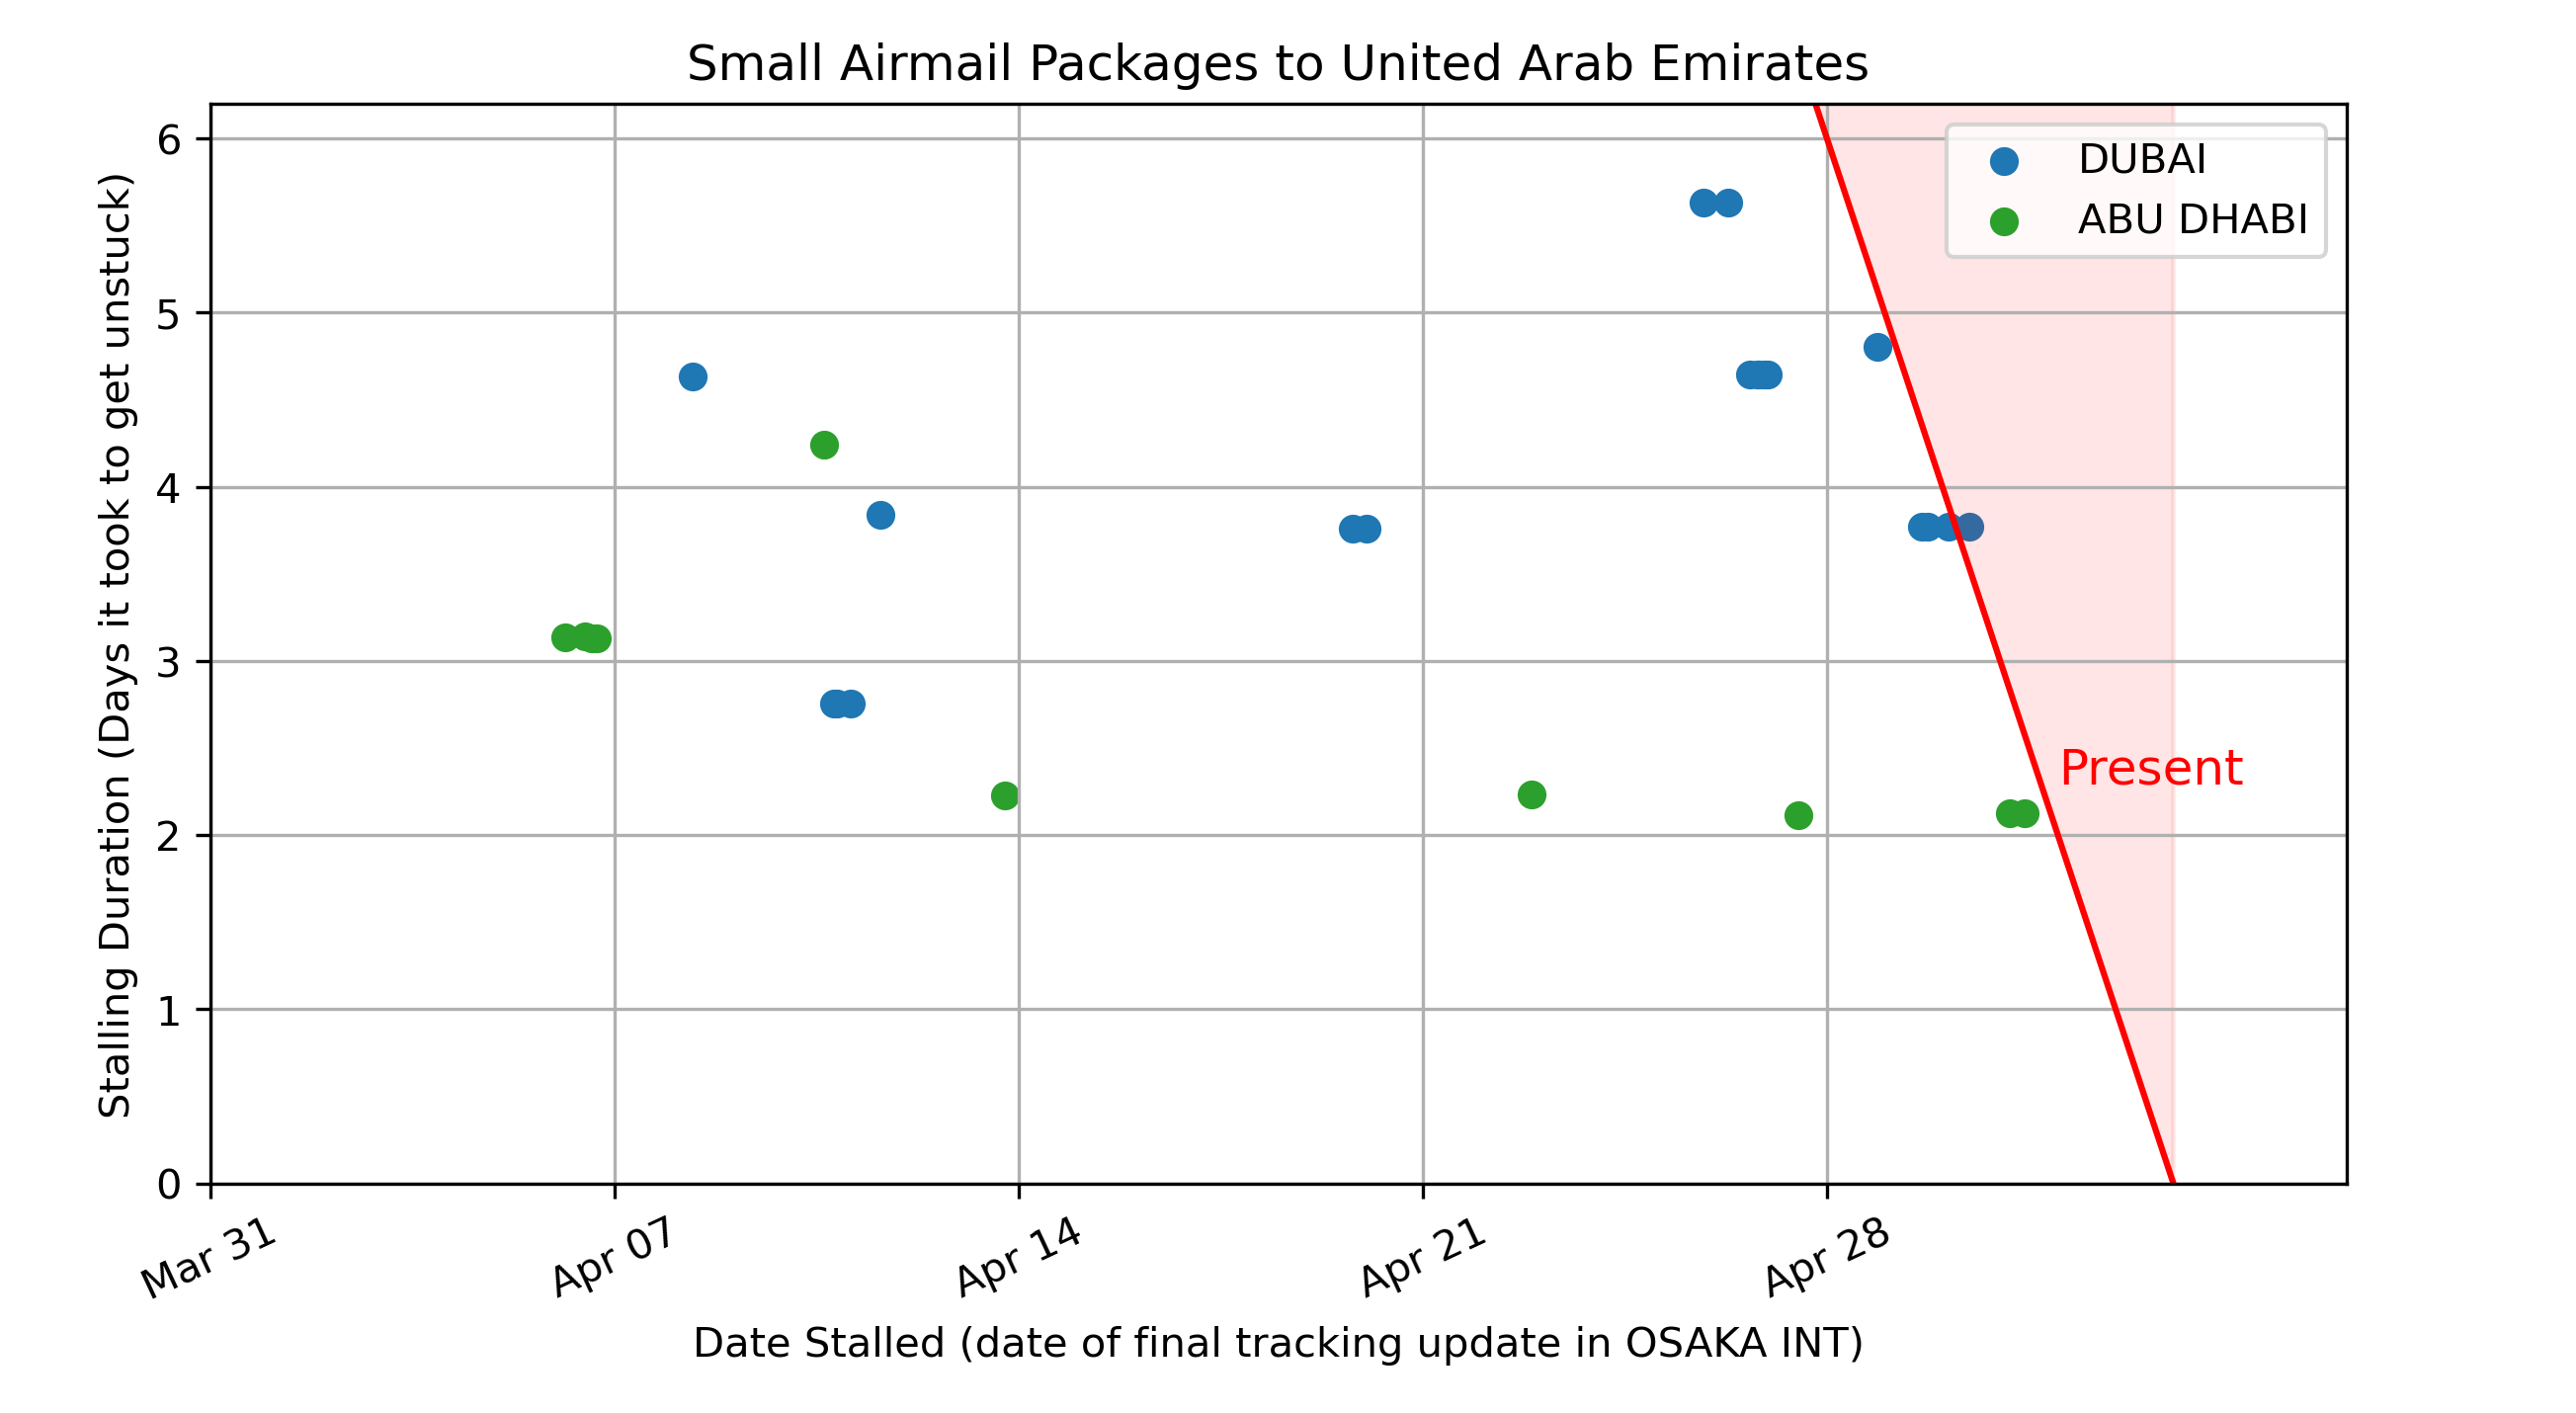 Small Airmail Packages to United Arab Emirates
Stalling Duration (Days it took to get unstuck)
6
5
4
3
2
1
0
DUBAI
ABU DHABI
Present
Mar 31
Apr 07
Apr 14
Apr 21
Apr 28
Date Stalled (date of final tracking update in OSAKA INT)